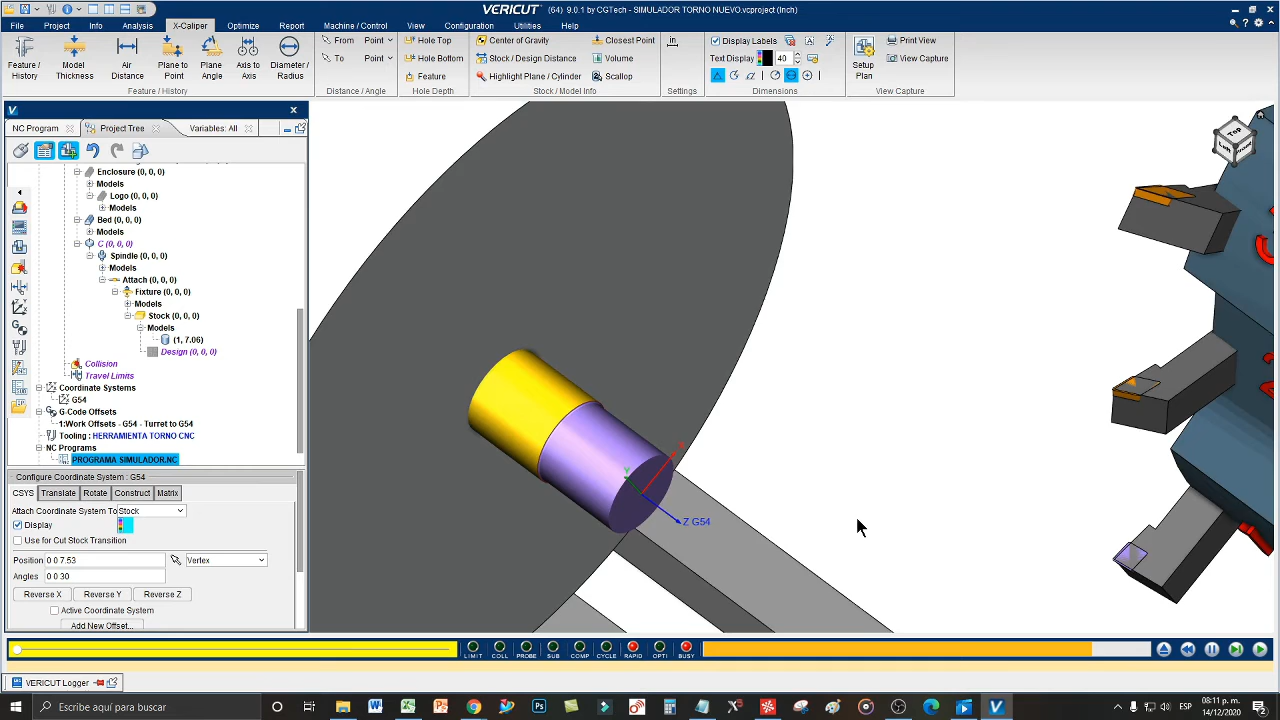 VERICUT (64) 9.0.1 by CGTech - SIMULADOR TORNO NUEVO.vcproject (Inch)
File Project Info Analysis X-Caliper Optimize Report Machine / Control View Configuration Utilities Help
Feature / History
Model Thickness
Air Distance
Plane to Point
Plane Angle
Axis to Axis
Diameter / Radius
Feature / History
From Point
To Point
Distance / Angle
Hole Top
Hole Bottom
Feature
Hole Depth
Center of Gravity
Stock / Design Distance
Highlight Plane / Cylinder
Closest Point
Volume
Scallop
Stock / Model Info
in
Settings
Display Labels
Text Display 40
Dimensions
Setup Plan
Print View
View Capture
View Capture
NC Program Project Tree Variables: All
Enclosure (0, 0, 0)
Models
Logo (0, 0, 0)
Models
Bed (0, 0, 0)
Models
C (0, 0, 0)
Spindle (0, 0, 0)
Models
Attach (0, 0, 0)
Fixture (0, 0, 0)
Models
Stock (0, 0, 0)
Models
(1, 7.06)
Design (0, 0, 0)
Collision
Travel Limits
Coordinate Systems
G54
G-Code Offsets
1:Work Offsets - G54 - Turret to G54
Tooling : HERRAMIENTA TORNO CNC
NC Programs
PROGRAMA SIMULADOR.NC
Configure Coordinate System : G54
CSYS Translate Rotate Construct Matrix
Attach Coordinate System To Stock
Display
Use for Cut Stock Transition
Position 0 0 7.53 Vertex
Angles 0 0 30
Reverse X Reverse Y Reverse Z
Active Coordinate System
Add New Offset...
X
Y
Z G54
Top
Left
LIMIT COLL PROBE SUB COMP CYCLE RAPID OPTI BUSY
VERICUT Logger
Escribe aquí para buscar
ESP
08:11 p. m.
14/12/2020